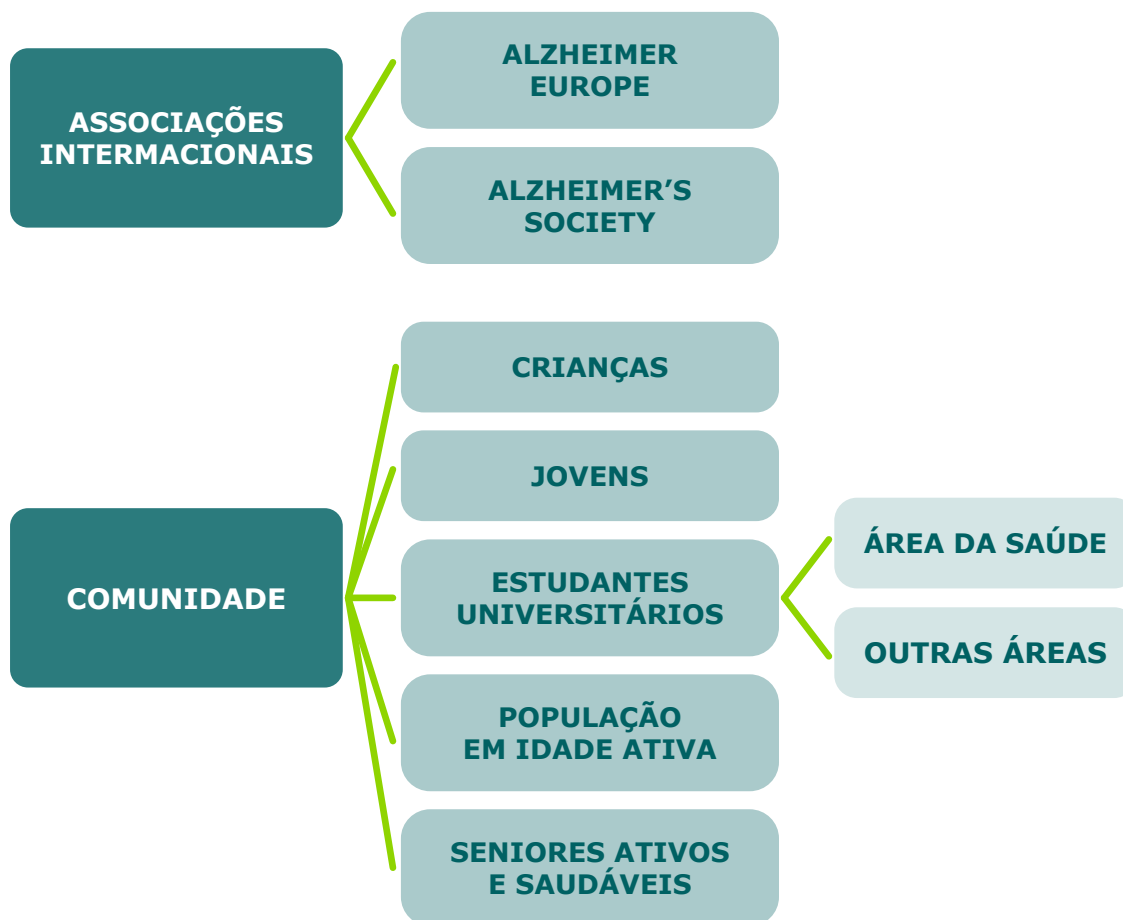 ASSOCIAÇÕES
INTERMACIONAIS
ALZHEIMER
EUROPE
ALZHEIMER’S
SOCIETY
COMUNIDADE
CRIANÇAS
JOVENS
ESTUDANTES
UNIVERSITÁRIOS
ÁREA DA SAÚDE
OUTRAS ÁREAS
POPULAÇÃO
EM IDADE ATIVA
SENIORES ATIVOS
E SAUDÁVEIS